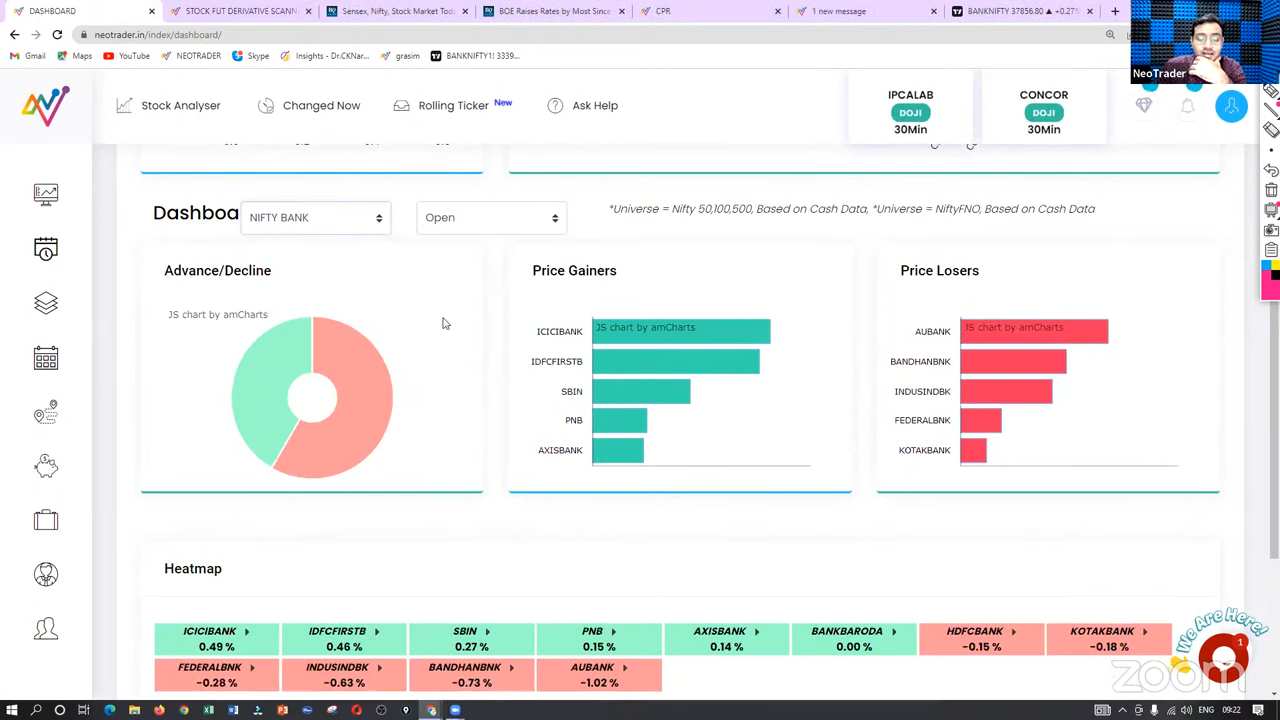 DASHBOARD
STOCK FUT DERIVATIVE SCANN
Sensex, Nifty, Stock Market Toda
BOE Raises Rates by Most Since
CPR
1 new message
BANKNIFTY 37856.80 ▲ +0.27%
neotrader.in/index/dashboard/
Gmail
Maps
YouTube
NEOTRADER
Skype
Insights - Dr.CKNar...
grasim
BANKNIFTY1! 3339...
NeoTrader
Stock Analyser
Changed Now
Rolling Ticker New
Ask Help
IPCALAB
DOJI
30Min
CONCOR
DOJI
30Min
Dashboa
NIFTY BANK
Open
*Universe = Nifty 50,100,500, Based on Cash Data, *Universe = NiftyFNO, Based on Cash Data
Advance/Decline
JS chart by amCharts
Price Gainers
JS chart by amCharts
ICICIBANK
IDFCFIRSTB
SBIN
PNB
AXISBANK
Price Losers
JS chart by amCharts
AUBANK
BANDHANBNK
INDUSINDBK
FEDERALBNK
KOTAKBANK
Heatmap
ICICIBANK
0.49 %
IDFCFIRSTB
0.46 %
SBIN
0.27 %
PNB
0.15 %
AXISBANK
0.14 %
BANKBARODA
0.00 %
HDFCBANK
-0.15 %
KOTAKBANK
-0.18 %
FEDERALBNK
-0.28 %
INDUSINDBK
-0.63 %
BANDHANBNK
-0.73 %
AUBANK
-1.02 %
We Are Here!
1
zoom
ENG
09:22